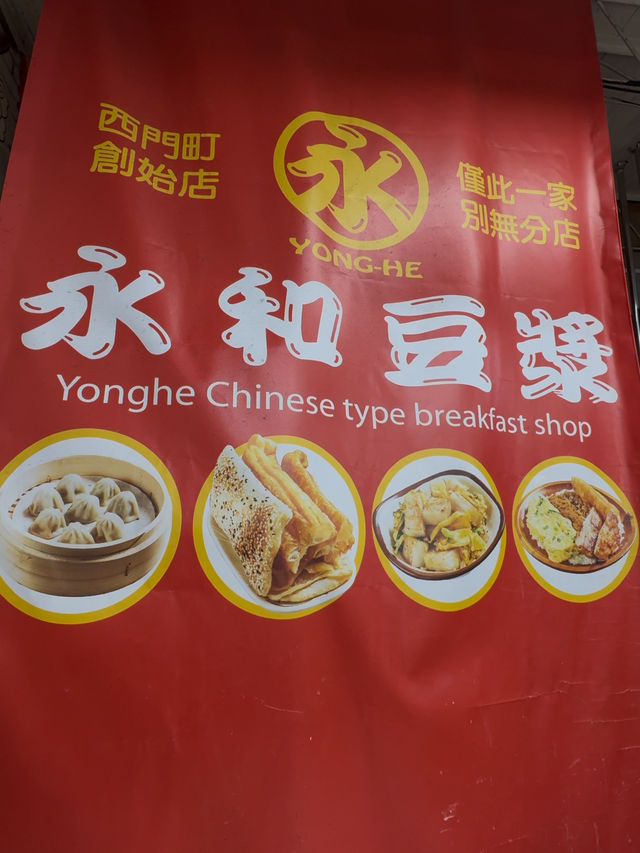 西門町
創始店
永
YONG-HE
僅此一家
別無分店
永和豆漿
Yonghe Chinese type breakfast shop